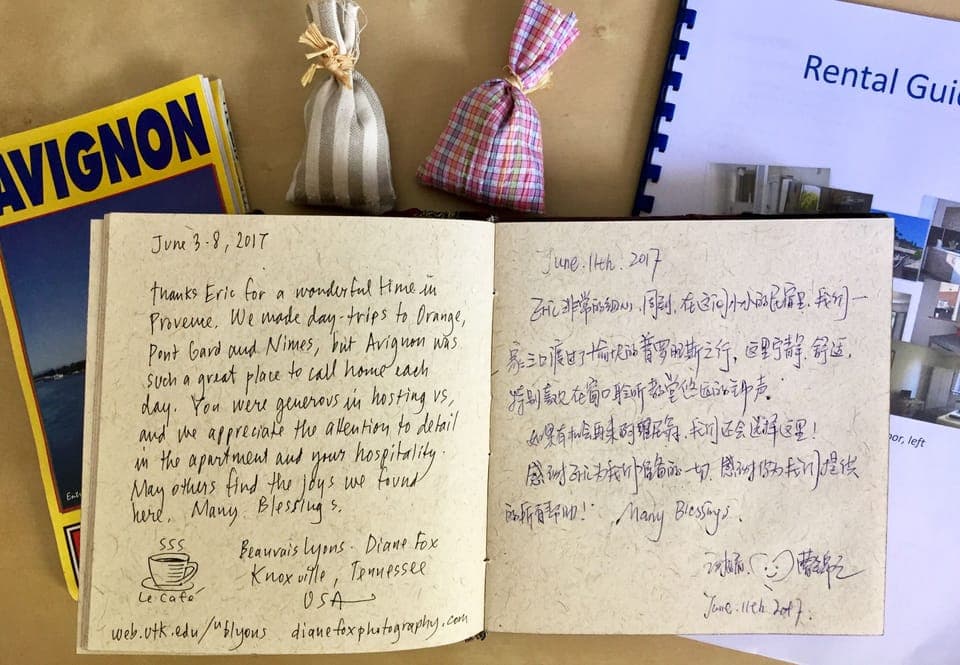 AVIGNON
Rental Guid
June 3-8, 2017
Thanks Eric for a wonderful time in
Provence. We made day-trips to Orange,
Pont Gard and Nimes, but Avignon was
such a great place to call home each
day. You were generous in hosting us,
and we appreciate the attention to detail
in the apartment and your hospitality.
May others find the joys we found
here. Many Blessings.
Le Café
Beauvais Lyons. Diane Fox
Knoxville, Tennessee
USA
web.utk.edu/~blyons dianefoxphotography.com
June.11th.2017
Eric非常的细心,周到,在这间小小的民宿里,我们一
家三口渡过了愉快的普罗旺斯之行,这里宁静,舒适,
特别喜欢在窗口聆听教堂悠远的钟声.
如果有机会再来阿维尼翁,我们还会选择这里!
感谢Eric为我们准备的一切,感谢你为我们提供
的所有帮助! Many Blessings.
June.11th.2017.
left